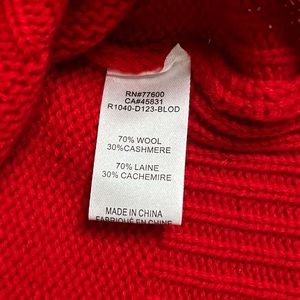 RN#77600
CA#45831
R1040-D123-BLOD
70% WOOL
30%CASHMERE
70% LAINE
30% CACHEMIRE
MADE IN CHINA
FABRIQUÉ EN CHINE